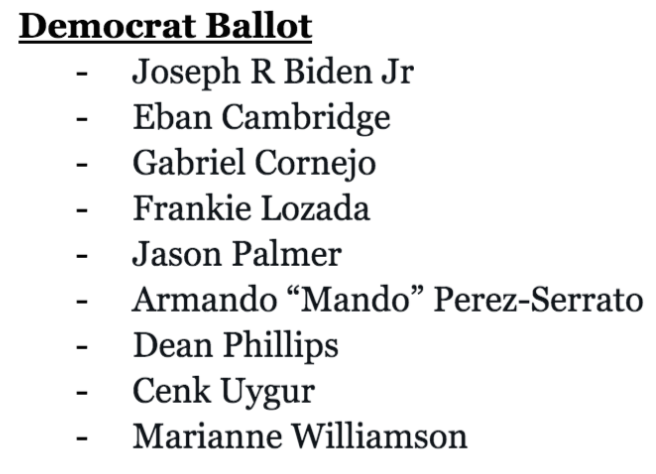 Democrat Ballot
- Joseph R Biden Jr
- Eban Cambridge
- Gabriel Cornejo
- Frankie Lozada
- Jason Palmer
- Armando “Mando” Perez-Serrato
- Dean Phillips
- Cenk Uygur
- Marianne Williamson